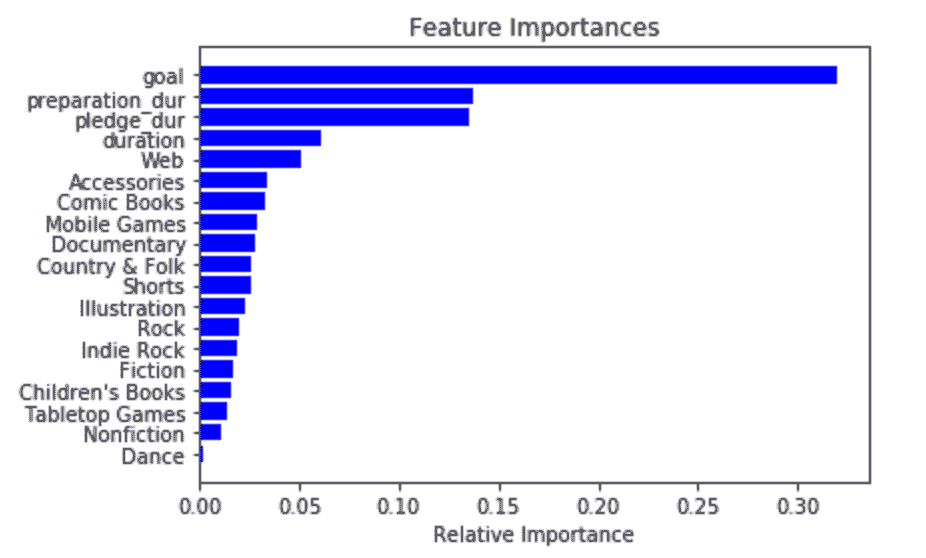 Feature Importances
goal
preparation_dur
pledge_dur
duration
Web
Accessories
Comic Books
Mobile Games
Documentary
Country & Folk
Shorts
Illustration
Rock
Indie Rock
Fiction
Children's Books
Tabletop Games
Nonfiction
Dance
0.00 0.05 0.10 0.15 0.20 0.25 0.30
Relative Importance